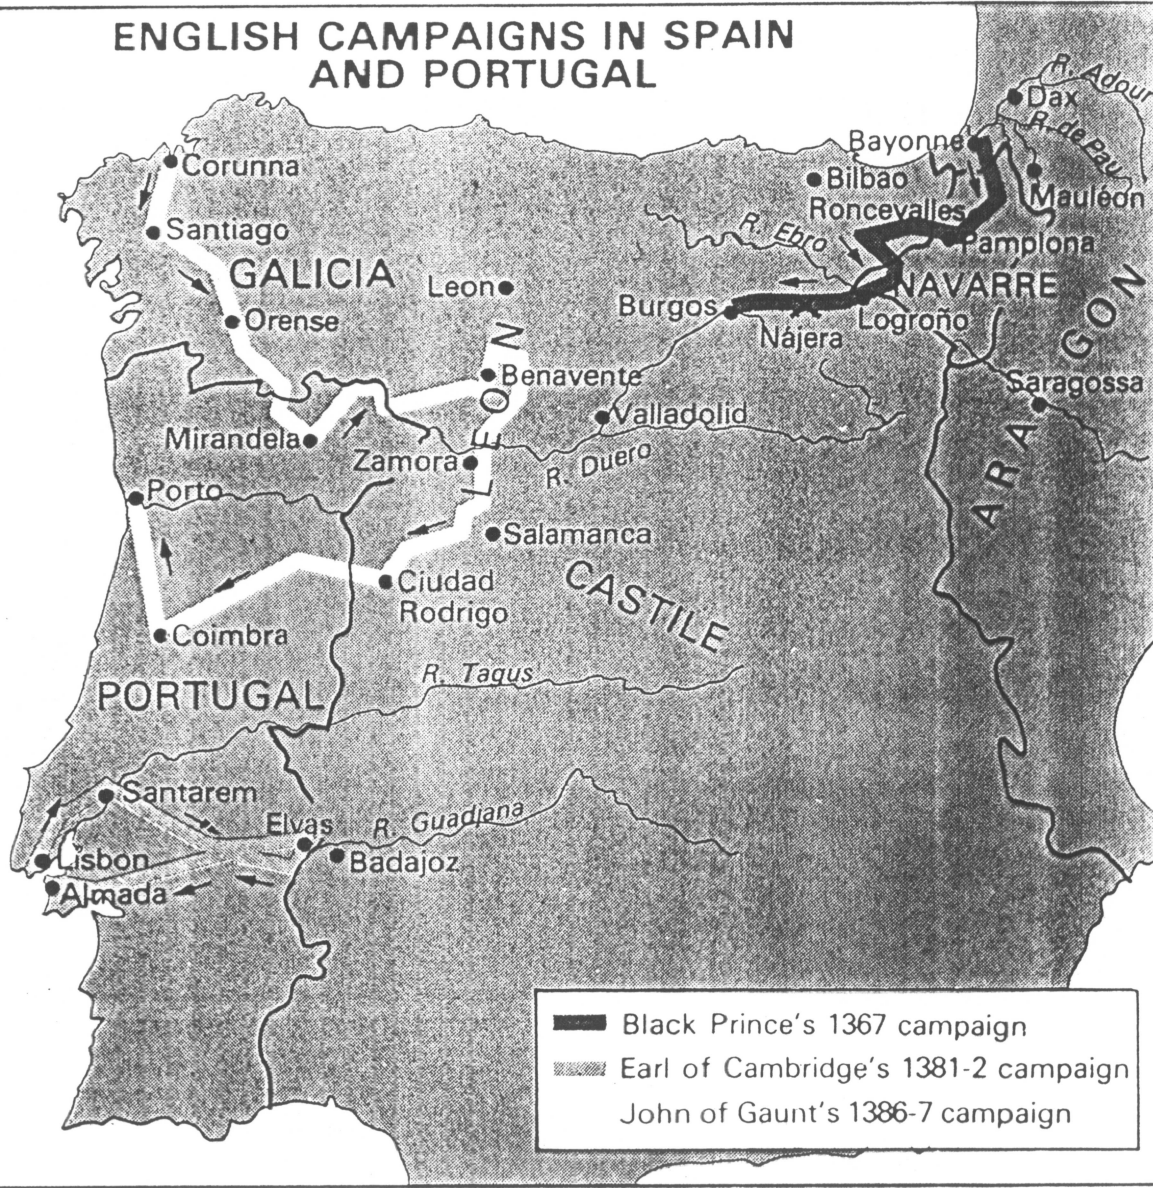 ENGLISH CAMPAIGNS IN SPAIN
AND PORTUGAL
R. Adour
Dax
R. de Pau
Bayonne
Mauléon
Corunna
Bilbao
Roncevalles
Santiago
R. Ebro
Pamplona
GALICIA
Leon
NAVARRE
Burgos
Logroño
Orense
Nájera
ARAGON
LEON
Benavente
Saragossa
Valladolid
Mirandela
Zamora
R. Duero
Porto
Salamanca
Ciudad
Rodrigo
CASTILE
Coimbra
R. Tagus
PORTUGAL
Santarem
Elvas
R. Guadiana
Lisbon
Badajoz
Almada
Black Prince's 1367 campaign
Earl of Cambridge's 1381-2 campaign
John of Gaunt's 1386-7 campaign